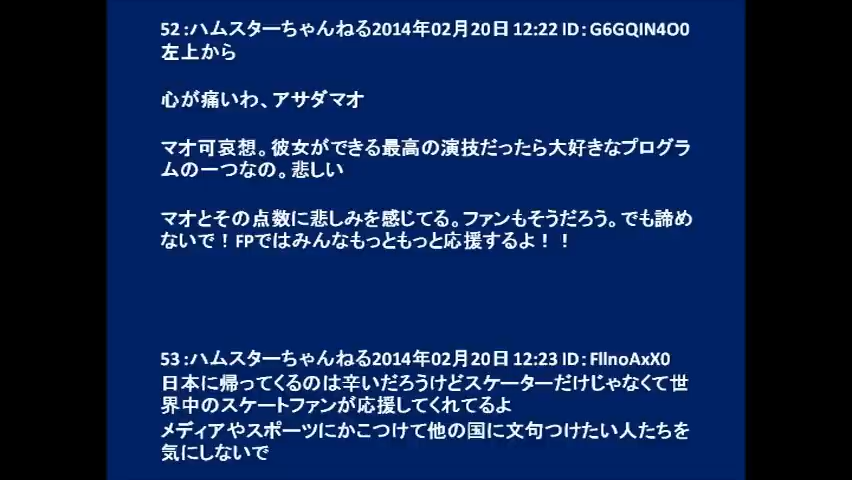 52 :ハムスターちゃんねる2014年02月20日 12:22 ID：G6GQIN4O0
左上から
心が痛いわ、アサダマオ
マオ可哀想。彼女ができる最高の演技だったら大好きなプログラ
ムの一つなの。悲しい
マオとその点数に悲しみを感じてる。ファンもそうだろう。でも諦め
ないで！FPではみんなもっともっと応援するよ！！
53 :ハムスターちゃんねる2014年02月20日 12:23 ID：FllnoAxX0
日本に帰ってくるのは辛いだろうけどスケーターだけじゃなくて世
界中のスケートファンが応援してくれてるよ
メディアやスポーツにかこつけて他の国に文句つけたい人たちを
気にしないで